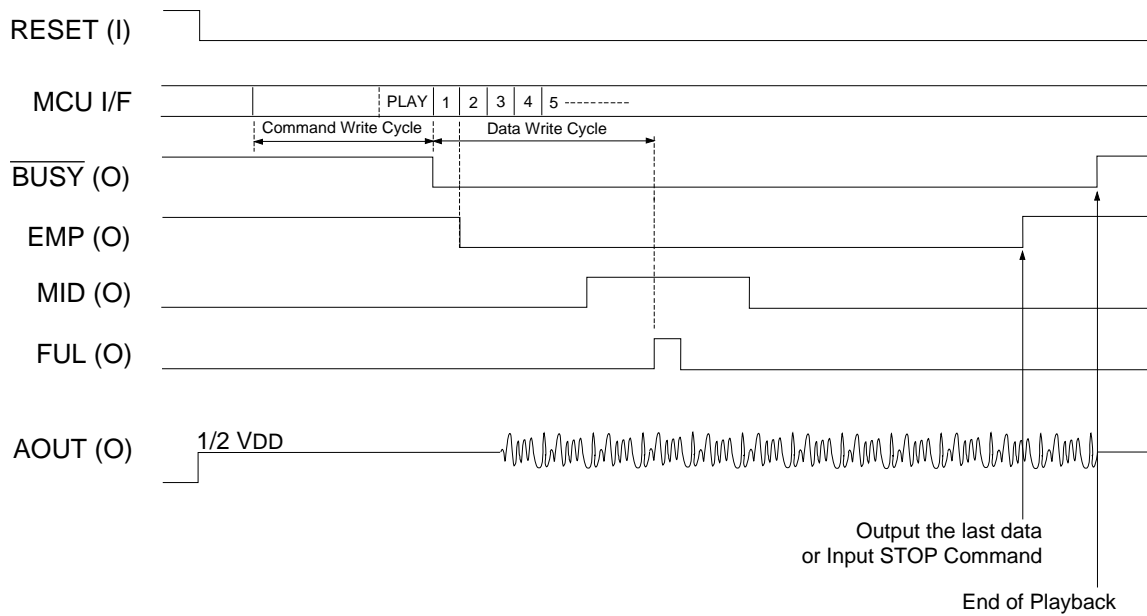 RESET (I)
MCU I/F
PLAY 1 2 3 4 5 ----------
Command Write Cycle Data Write Cycle
BUSY (O)
EMP (O)
MID (O)
FUL (O)
AOUT (O)
1/2 VDD
Output the last data
or Input STOP Command
End of Playback